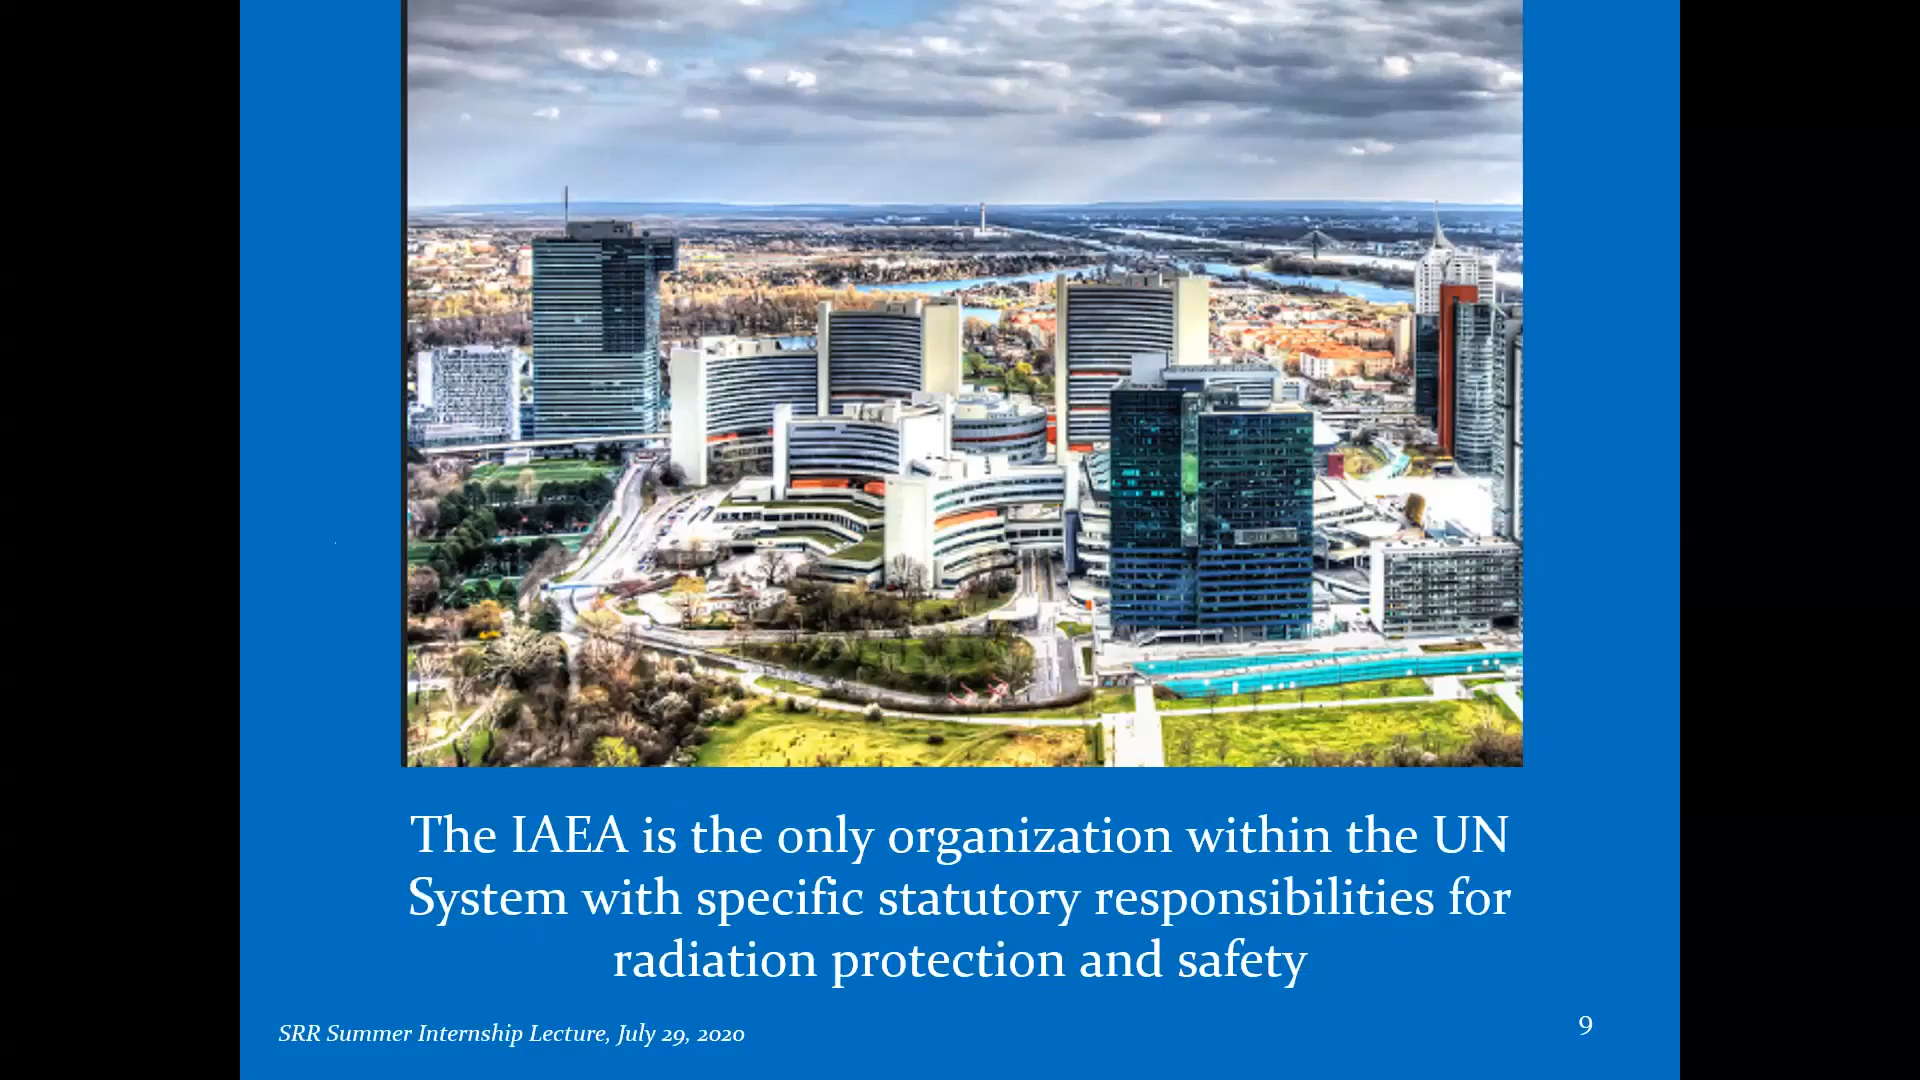 The IAEA is the only organization within the UN
System with specific statutory responsibilities for
radiation protection and safety
SRR Summer Internship Lecture, July 29, 2020
9